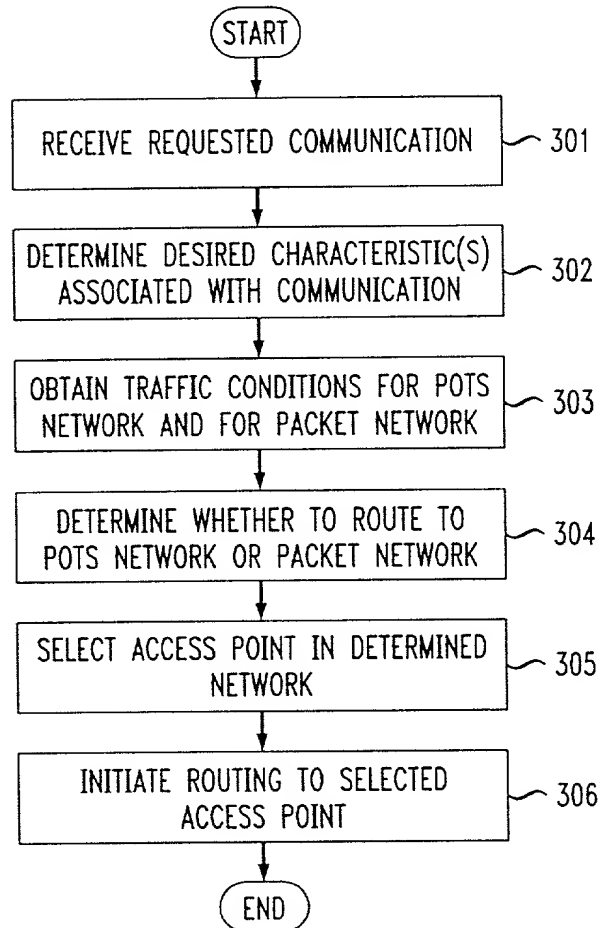 START
RECEIVE REQUESTED COMMUNICATION
301
DETERMINE DESIRED CHARACTERISTIC(S)
ASSOCIATED WITH COMMUNICATION
302
OBTAIN TRAFFIC CONDITIONS FOR POTS
NETWORK AND FOR PACKET NETWORK
303
DETERMINE WHETHER TO ROUTE TO
POTS NETWORK OR PACKET NETWORK
304
SELECT ACCESS POINT IN DETERMINED
NETWORK
305
INITIATE ROUTING TO SELECTED
ACCESS POINT
306
END